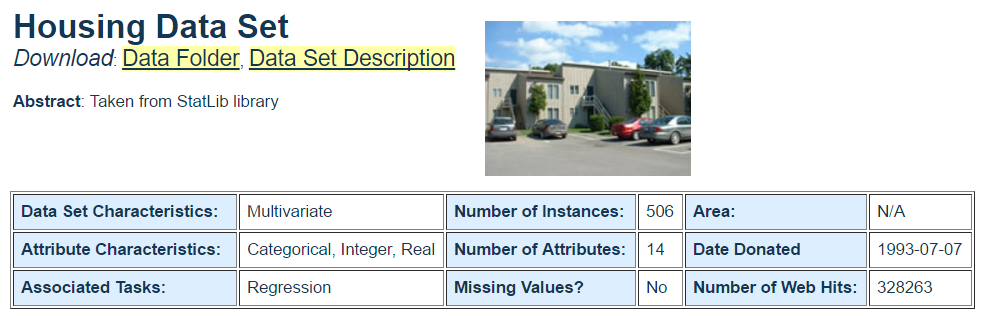 Housing Data Set
Download: Data Folder, Data Set Description
Abstract: Taken from StatLib library
Data Set Characteristics: Multivariate Number of Instances: 506 Area: N/A
Attribute Characteristics: Categorical, Integer, Real Number of Attributes: 14 Date Donated 1993-07-07
Associated Tasks: Regression Missing Values? No Number of Web Hits: 328263